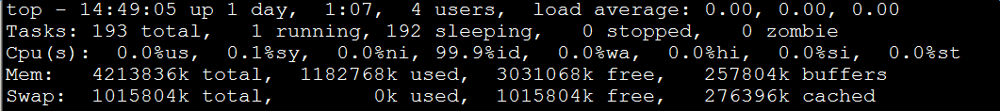 top - 14:49:05 up 1 day,  1:07,  4 users,  load average: 0.00, 0.00, 0.00
Tasks: 193 total,   1 running, 192 sleeping,   0 stopped,   0 zombie
Cpu(s):  0.0%us,  0.1%sy,  0.0%ni, 99.9%id,  0.0%wa,  0.0%hi,  0.0%si,  0.0%st
Mem:   4213836k total,  1182768k used,  3031068k free,   257804k buffers
Swap:  1015804k total,        0k used,  1015804k free,   276396k cached